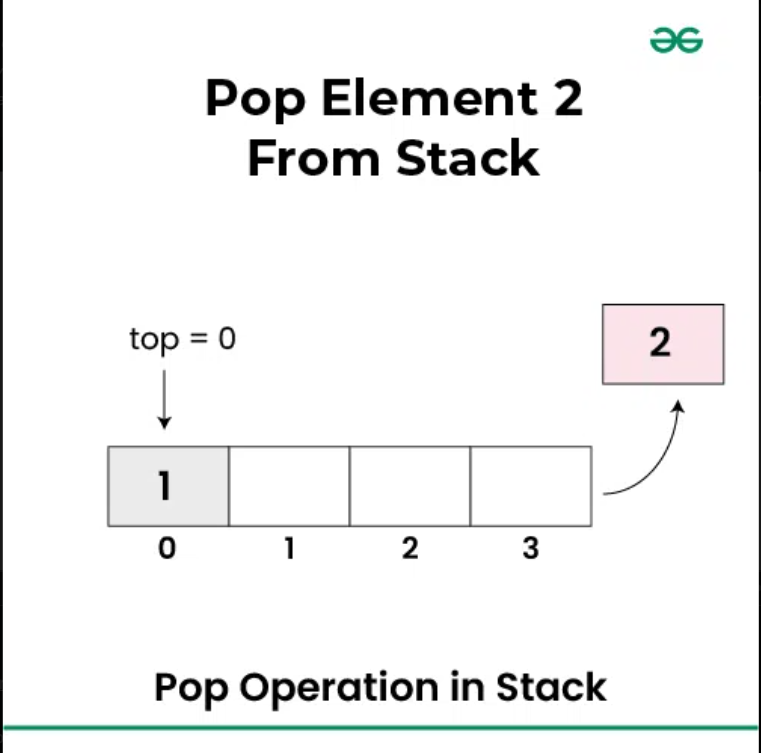 Pop Element 2
From Stack
top = 0
2
1
0 1 2 3
Pop Operation in Stack